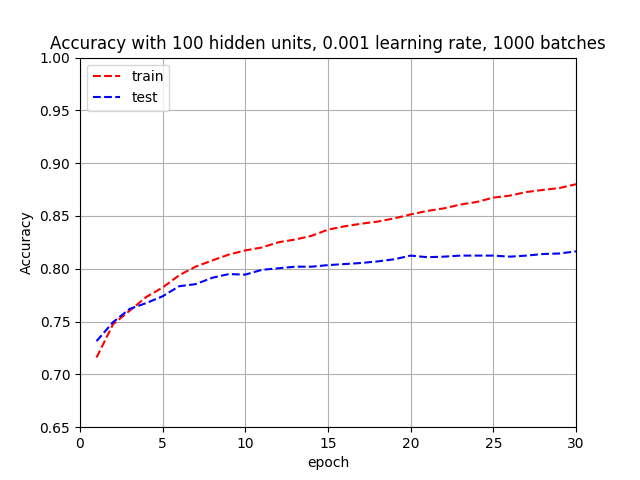 Accuracy with 100 hidden units, 0.001 learning rate, 1000 batches
1.00
train
test
0.95
0.90
0.85
0.80
0.75
0.70
0.65
Accuracy
0 5 10 15 20 25 30
epoch